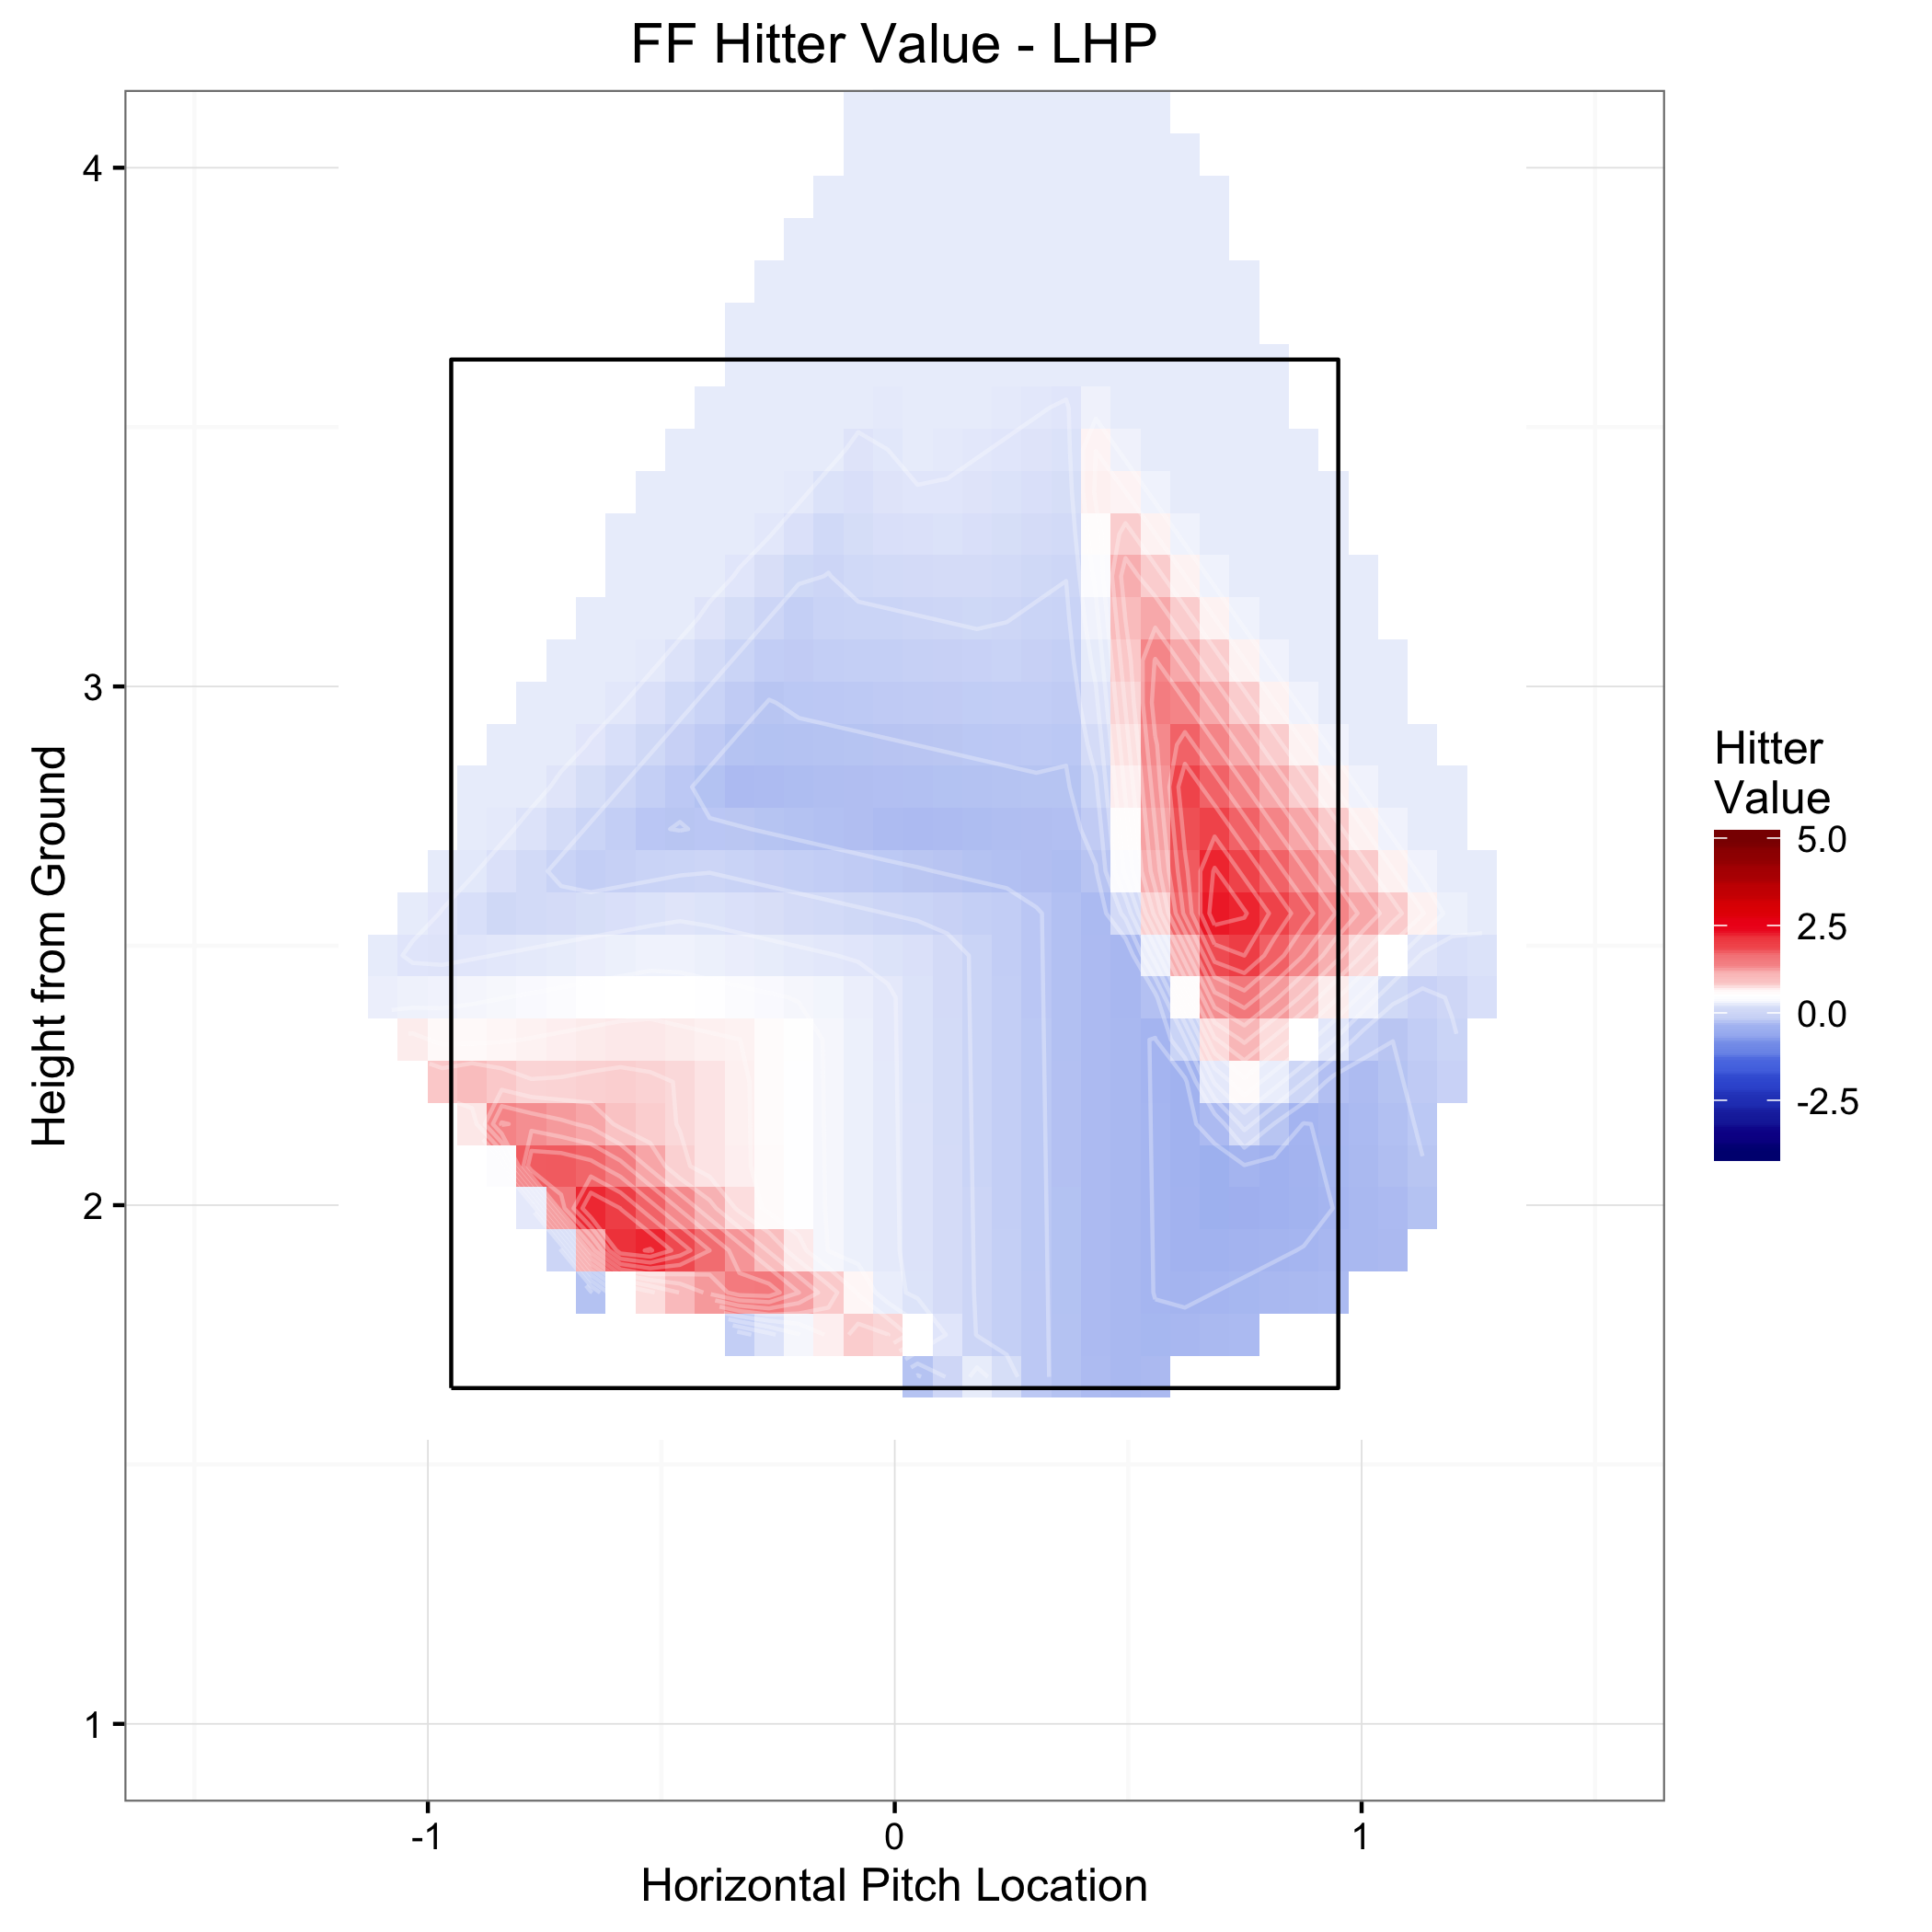 FF Hitter Value - LHP
4
3
2
1
Height from Ground
-1
0
1
Horizontal Pitch Location
Hitter
Value
5.0
2.5
0.0
-2.5